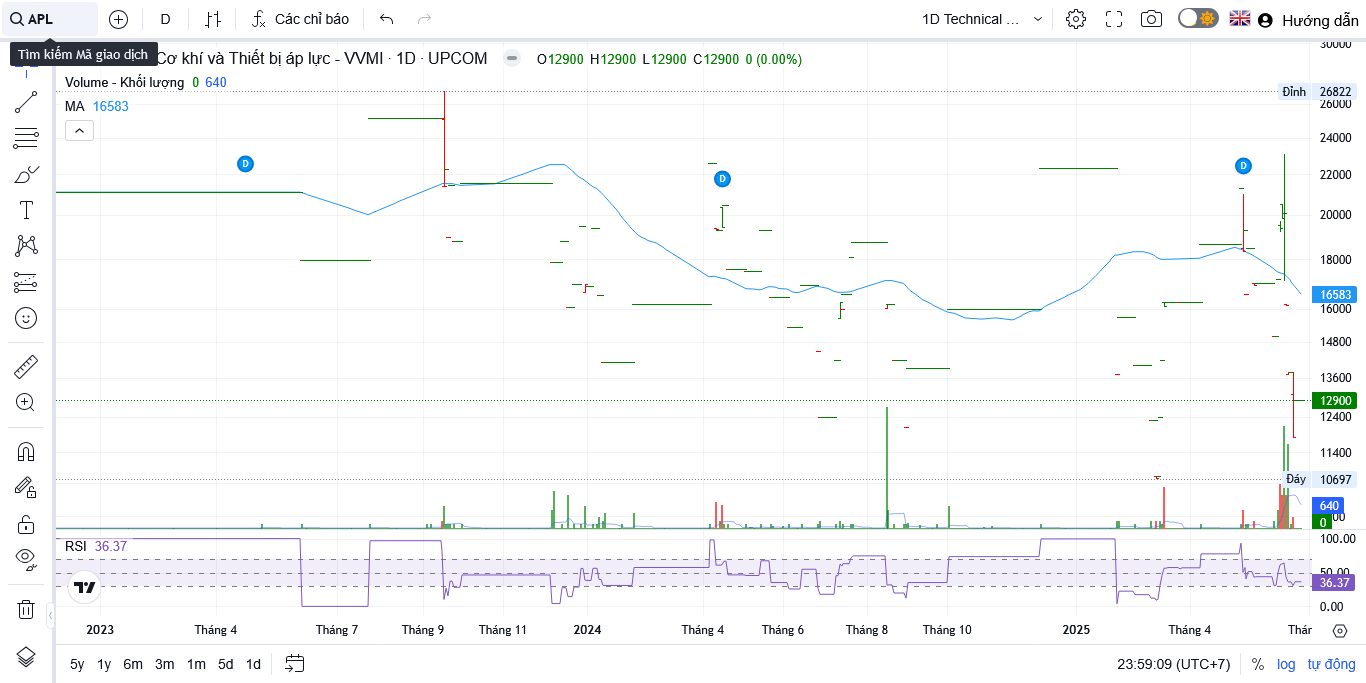 APL D Các chỉ báo 1D Technical ... Hướng dẫn
Tìm kiếm Mã giao dịch
Cơ khí và Thiết bị áp lực - VVMI · 1D · UPCOM O12900 H12900 L12900 C12900 0 (0.00%)
Volume - Khối lượng 0 640
MA 16583
30000
Đỉnh 26822
26000
24000
22000
20000
18000
16583
16000
14800
13600
12900
12400
11400
Đáy 10697
640
0
D
D
D
RSI 36.37
100.00
50.00
36.37
0.00
2023 Tháng 4 Tháng 7 Tháng 9 Tháng 11 2024 Tháng 4 Tháng 6 Tháng 8 Tháng 10 2025 Tháng 4 Thár
5y 1y 6m 3m 1m 5d 1d 23:59:09 (UTC+7) % log tự động